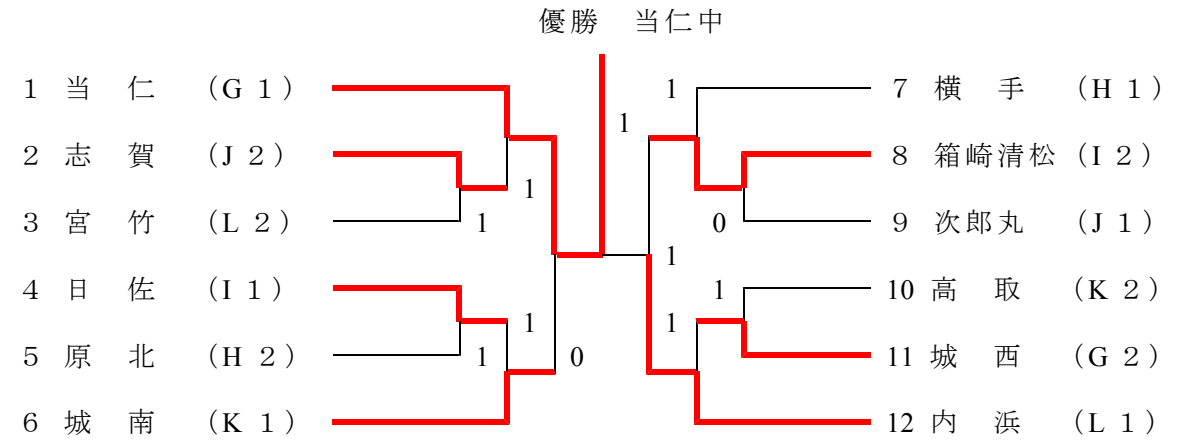 優勝 当仁中
1 当 仁 (G 1) 1 7 横 手 (H 1)
1
2 志 賀 (J 2) 8 箱崎清松 (I 2)
1
3 宮 竹 (L 2) 1 0 9 次郎丸 (J 1)
1
4 日 佐 (I 1) 1 10 高 取 (K 2)
1 1
5 原 北 (H 2) 1 0 11 城 西 (G 2)
6 城 南 (K 1) 12 内 浜 (L 1)